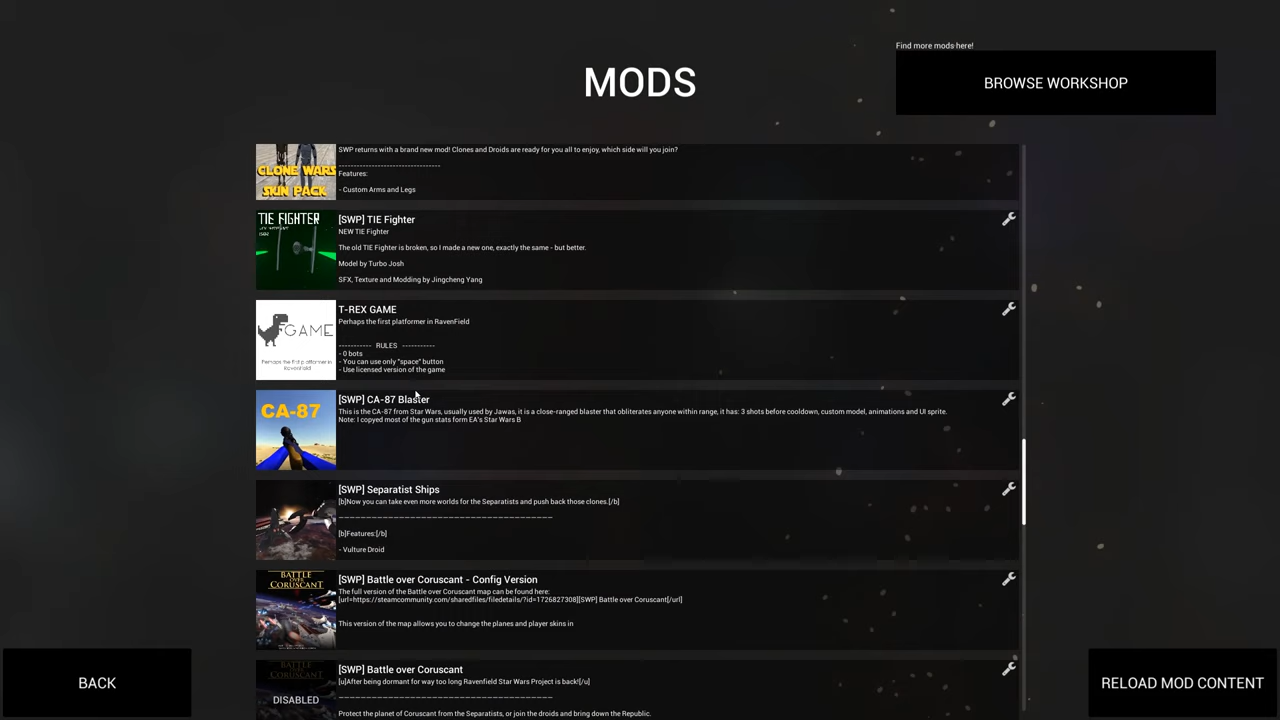 Find more mods here!
MODS
BROWSE WORKSHOP
SWP returns with a brand new mod! Clones and Droids are ready for you all to enjoy, which side will you join?
----------------------------------
Features:
- Custom Arms and Legs
CLONE WARS
SKIN PACK
[SWP] TIE Fighter
NEW TIE Fighter
The old TIE Fighter is broken, so I made a new one, exactly the same - but better.
Model by Turbo Josh
SFX, Texture and Modding by Jingcheng Yang
TIE FIGHTER
T-REX GAME
Perhaps the first platformer in RavenField
----------- RULES -----------
- 0 bots
- You can use only "space" button
- Use licensed version of the game
GAME
Perhaps the first platformer in
Ravenfield
[SWP] CA-87 Blaster
This is the CA-87 from Star Wars, usually used by Jawas, it is a close-ranged blaster that obliterates anyone within range, it has: 3 shots before cooldown, custom model, animations and UI sprite.
Note: I copyed most of the gun stats form EA's Star Wars B
CA-87
[SWP] Separatist Ships
[b]Now you can take even more worlds for the Separatists and push back those clones.[/b]
—————————————————————————————————————
[b]Features:[/b]
- Vulture Droid
[SWP] Battle over Coruscant - Config Version
The full version of the Battle over Coruscant map can be found here:
[url=https://steamcommunity.com/sharedfiles/filedetails/?id=1726827308][SWP] Battle over Coruscant[/url]
This version of the map allows you to change the planes and player skins in
BATTLE
OVER
CORUSCANT
[SWP] Battle over Coruscant
[u]After being dormant for way too long Ravenfield Star Wars Project is back![/u]
—————————————————————————————————————
Protect the planet of Coruscant from the Separatists, or join the droids and bring down the Republic.
BATTLE
OVER
CORUSCANT
DISABLED
BACK
RELOAD MOD CONTENT